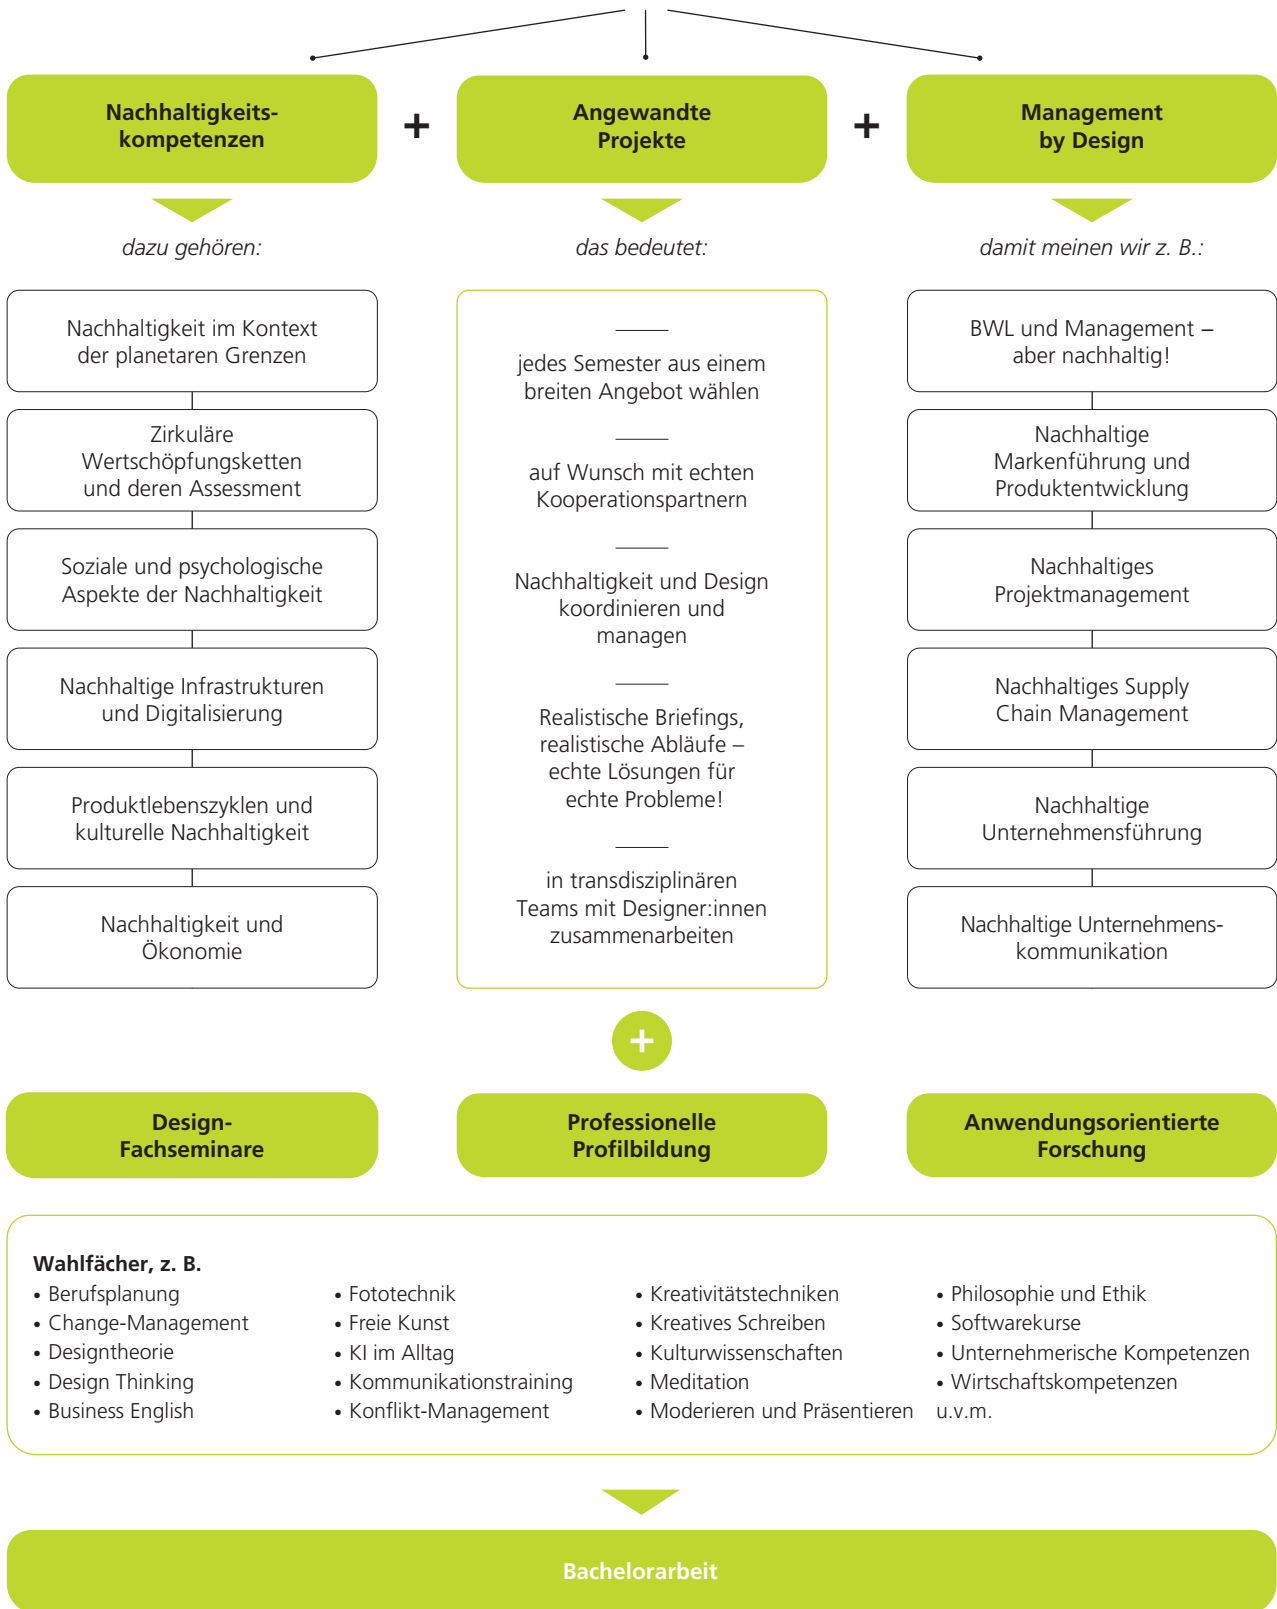 Nachhaltigkeits-
kompetenzen
+
Angewandte
Projekte
+
Management
by Design
dazu gehören:
das bedeutet:
damit meinen wir z. B.:
Nachhaltigkeit im Kontext
der planetaren Grenzen
Zirkuläre
Wertschöpfungsketten
und deren Assessment
Soziale und psychologische
Aspekte der Nachhaltigkeit
Nachhaltige Infrastrukturen
und Digitalisierung
Produktlebenszyklen und
kulturelle Nachhaltigkeit
Nachhaltigkeit und
Ökonomie
jedes Semester aus einem
breiten Angebot wählen
auf Wunsch mit echten
Kooperationspartnern
Nachhaltigkeit und Design
koordinieren und
managen
Realistische Briefings,
realistische Abläufe –
echte Lösungen für
echte Probleme!
in transdisziplinären
Teams mit Designer:innen
zusammenarbeiten
BWL und Management –
aber nachhaltig!
Nachhaltige
Markenführung und
Produktentwicklung
Nachhaltiges
Projektmanagement
Nachhaltiges Supply
Chain Management
Nachhaltige
Unternehmensführung
Nachhaltige Unternehmens-
kommunikation
+
Design-
Fachseminare
Professionelle
Profilbildung
Anwendungsorientierte
Forschung
Wahlfächer, z. B.
• Berufsplanung
• Change-Management
• Designtheorie
• Design Thinking
• Business English
• Fototechnik
• Freie Kunst
• KI im Alltag
• Kommunikationstraining
• Konflikt-Management
• Kreativitätstechniken
• Kreatives Schreiben
• Kulturwissenschaften
• Meditation
• Moderieren und Präsentieren
• Philosophie und Ethik
• Softwarekurse
• Unternehmerische Kompetenzen
• Wirtschaftskompetenzen
u.v.m.
Bachelorarbeit